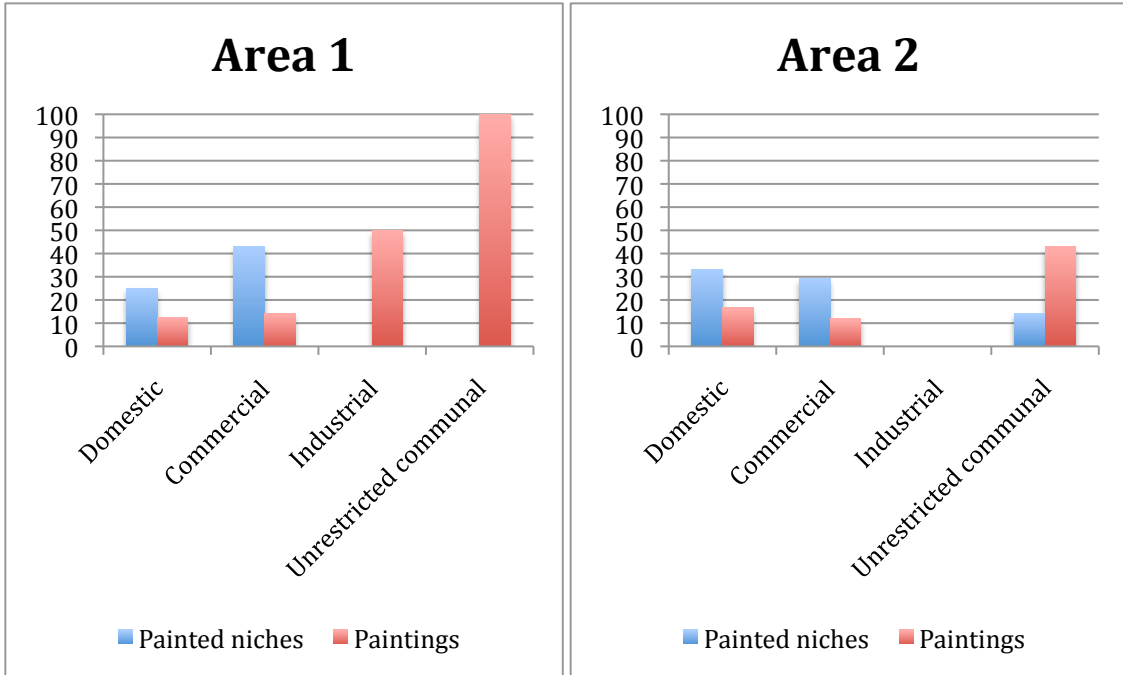 Area 1
100
90
80
70
60
50
40
30
20
10
0
Domestic
Commercial
Industrial
Unrestricted communal
Painted niches
Paintings
Area 2
100
90
80
70
60
50
40
30
20
10
0
Domestic
Commercial
Industrial
Unrestricted communal
Painted niches
Paintings